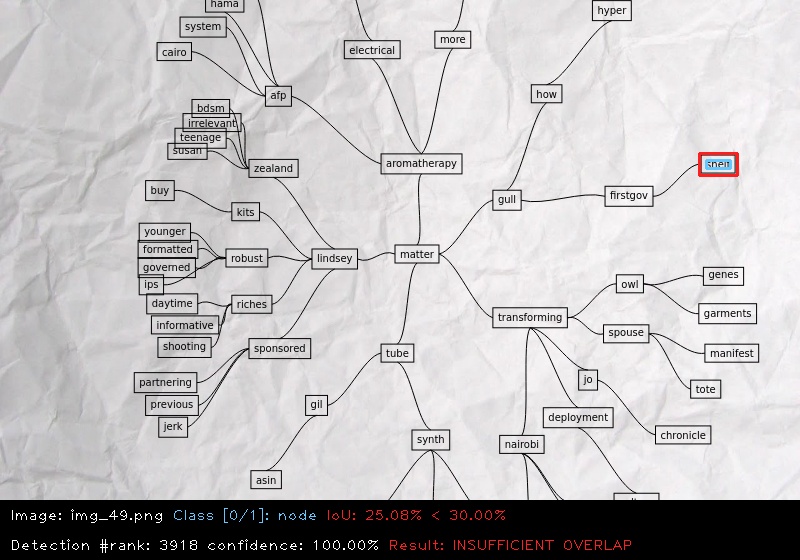 hama
hyper
system
more
electrical
cairo
afp
how
bdsm
irrelevant
teenage
susan
aromatherapy
zealand
buy
firstgov
gull
kits
younger
formatted
matter
robust
lindsey
governed
genes
ips
owl
daytime
riches
garments
transforming
informative
spouse
shooting
sponsored
tube
manifest
partnering
jo
tote
previous
gil
deployment
jerk
chronicle
synth
nairobi
asin
Image: img_49.png Class [0/1]: node IoU: 25.08% < 30.00%
Detection #rank: 3918 confidence: 100.00% Result: INSUFFICIENT OVERLAP